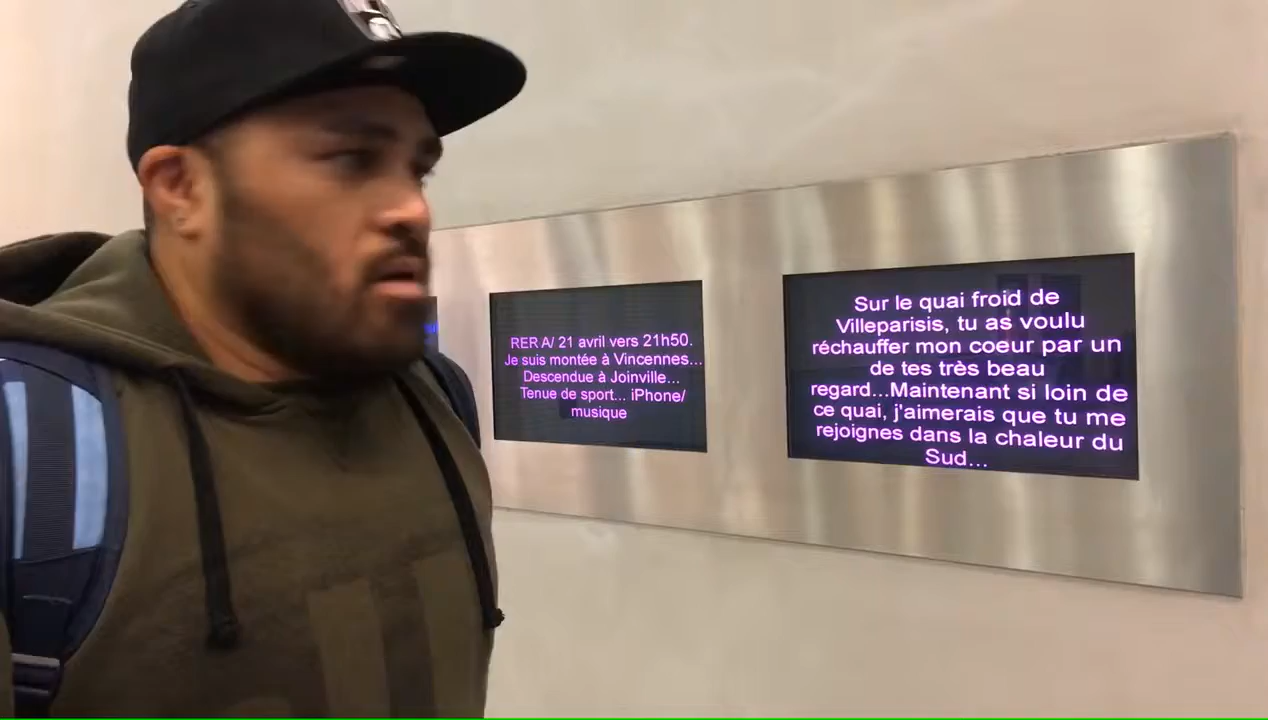 RER A/ 21 avril vers 21h50.
Je suis montée à Vincennes...
Descendue à Joinville...
Tenue de sport... iPhone/
musique
Sur le quai froid de
Villeparisis, tu as voulu
réchauffer mon coeur par un
de tes très beau
regard...Maintenant si loin de
ce quai, j'aimerais que tu me
rejoignes dans la chaleur du
Sud...